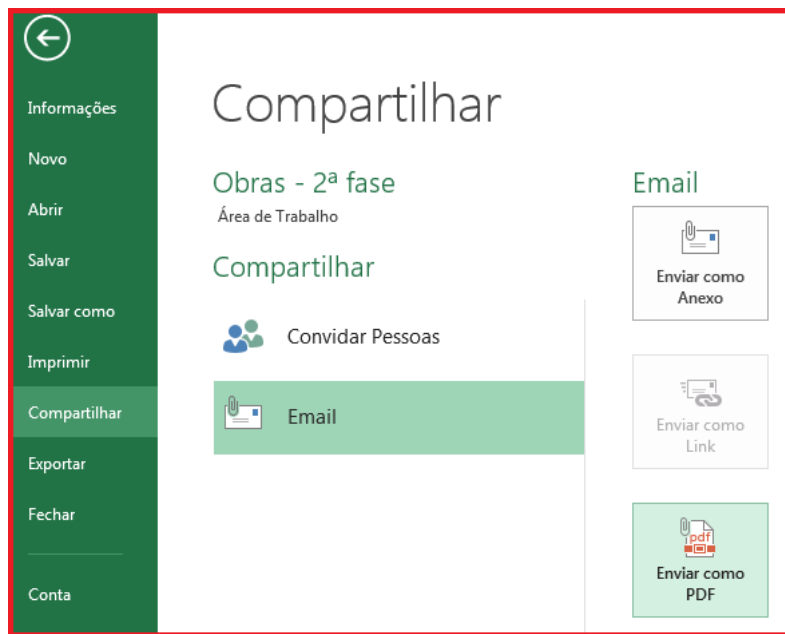 Informações
Novo
Abrir
Salvar
Salvar como
Imprimir
Compartilhar
Exportar
Fechar
Conta
Compartilhar
Obras - 2ª fase
Área de Trabalho
Compartilhar
Convidar Pessoas
Email
Email
Enviar como
Anexo
Enviar como
Link
pdf
Enviar como
PDF